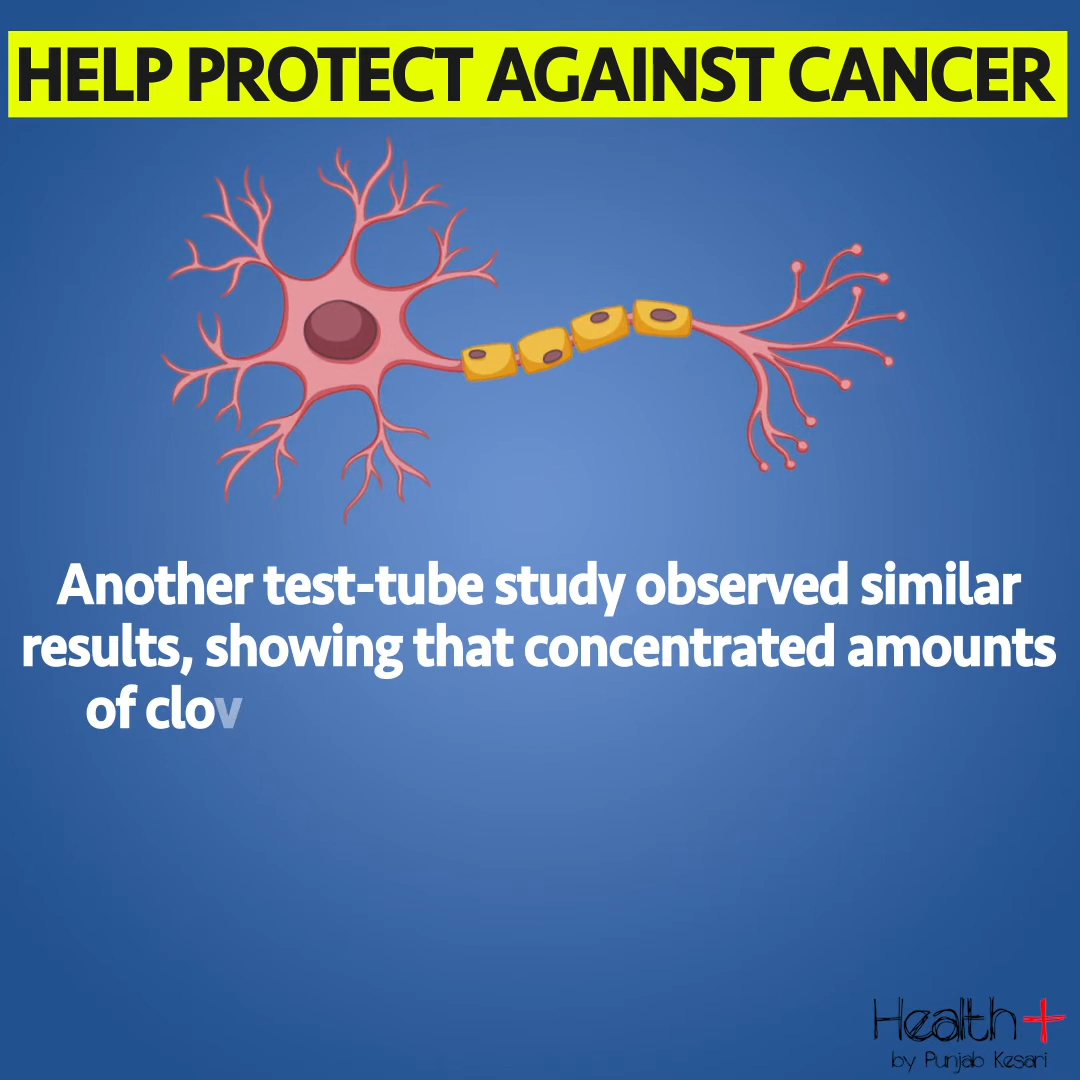 HELP PROTECT AGAINST CANCER
Another test-tube study observed similar
results, showing that concentrated amounts
of clov
Health+
by Punjab Kesari